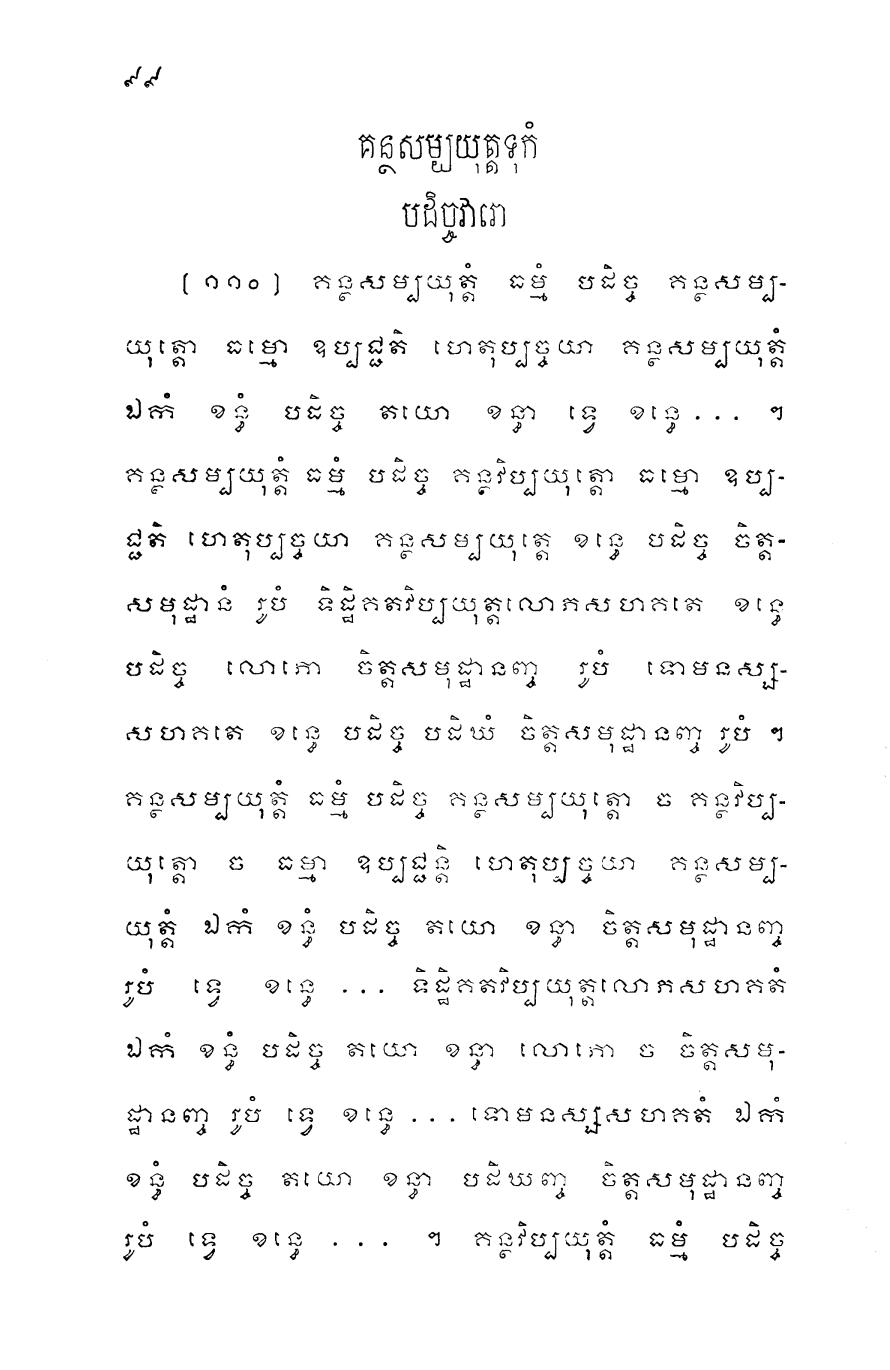 ៩៩
គន្ថសម្បយុត្តទុកំ
បដិច្ចវារោ
[ ១១០ ] គន្ថសម្បយុត្តំ ធម្មំ បដិច្ច គន្ថសម្ប-
យុត្តោ ធម្មោ ឧប្បជ្ជតិ ហេតុប្បច្ចយា គន្ថសម្បយុត្តំ
ឯកំ ខន្ធំ បដិច្ច តយោ ខន្ធា ទ្វេ ខន្ធេ... ។
គន្ថសម្បយុត្តំ ធម្មំ បដិច្ច គន្ថវិប្បយុត្តោ ធម្មោ ឧប្ប-
ជ្ជតិ ហេតុប្បច្ចយា គន្ថសម្បយុត្តេ ខន្ធេ បដិច្ច ចិត្ត-
សមុដ្ឋានំ រូបំ ទិដ្ឋិគតវិប្បយុត្តលោភសហគតេ ខន្ធេ
បដិច្ច លោភោ ចិត្តសមុដ្ឋានញ្ច រូបំ ទោមនស្ស-
សហគតេ ខន្ធេ បដិច្ច បដិឃំ ចិត្តសមុដ្ឋានញ្ច រូបំ ។
គន្ថសម្បយុត្តំ ធម្មំ បដិច្ច គន្ថសម្បយុត្តោ ច គន្ថវិប្ប-
យុត្តោ ច ធម្មា ឧប្បជ្ជន្តិ ហេតុប្បច្ចយា គន្ថសម្ប-
យុត្តំ ឯកំ ខន្ធំ បដិច្ច តយោ ខន្ធា ចិត្តសមុដ្ឋានញ្ច
រូបំ ទ្វេ ខន្ធេ ... ទិដ្ឋិគតវិប្បយុត្តលោភសហគតំ
ឯកំ ខន្ធំ បដិច្ច តយោ ខន្ធា លោភោ ច ចិត្តសមុ-
ដ្ឋានញ្ច រូបំ ទ្វេ ខន្ធេ ... ទោមនស្សសហគតំ ឯកំ
ខន្ធំ បដិច្ច តយោ ខន្ធា បដិឃញ្ច ចិត្តសមុដ្ឋានញ្ច
រូបំ ទ្វេ ខន្ធេ ... ។ គន្ថវិប្បយុត្តំ ធម្មំ បដិច្ច